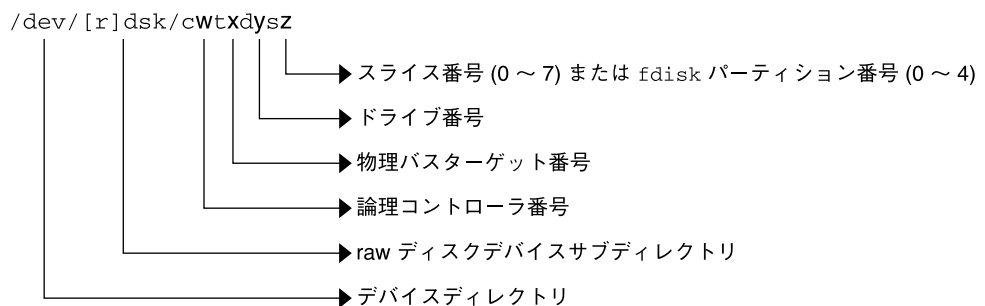 /dev/[r]dsk/cwtxdysz
スライス番号 (0 ～ 7) または fdisk パーティション番号 (0 ～ 4)
ドライブ番号
物理バスターゲット番号
論理コントローラ番号
raw ディスクデバイスサブディレクトリ
デバイスディレクトリ